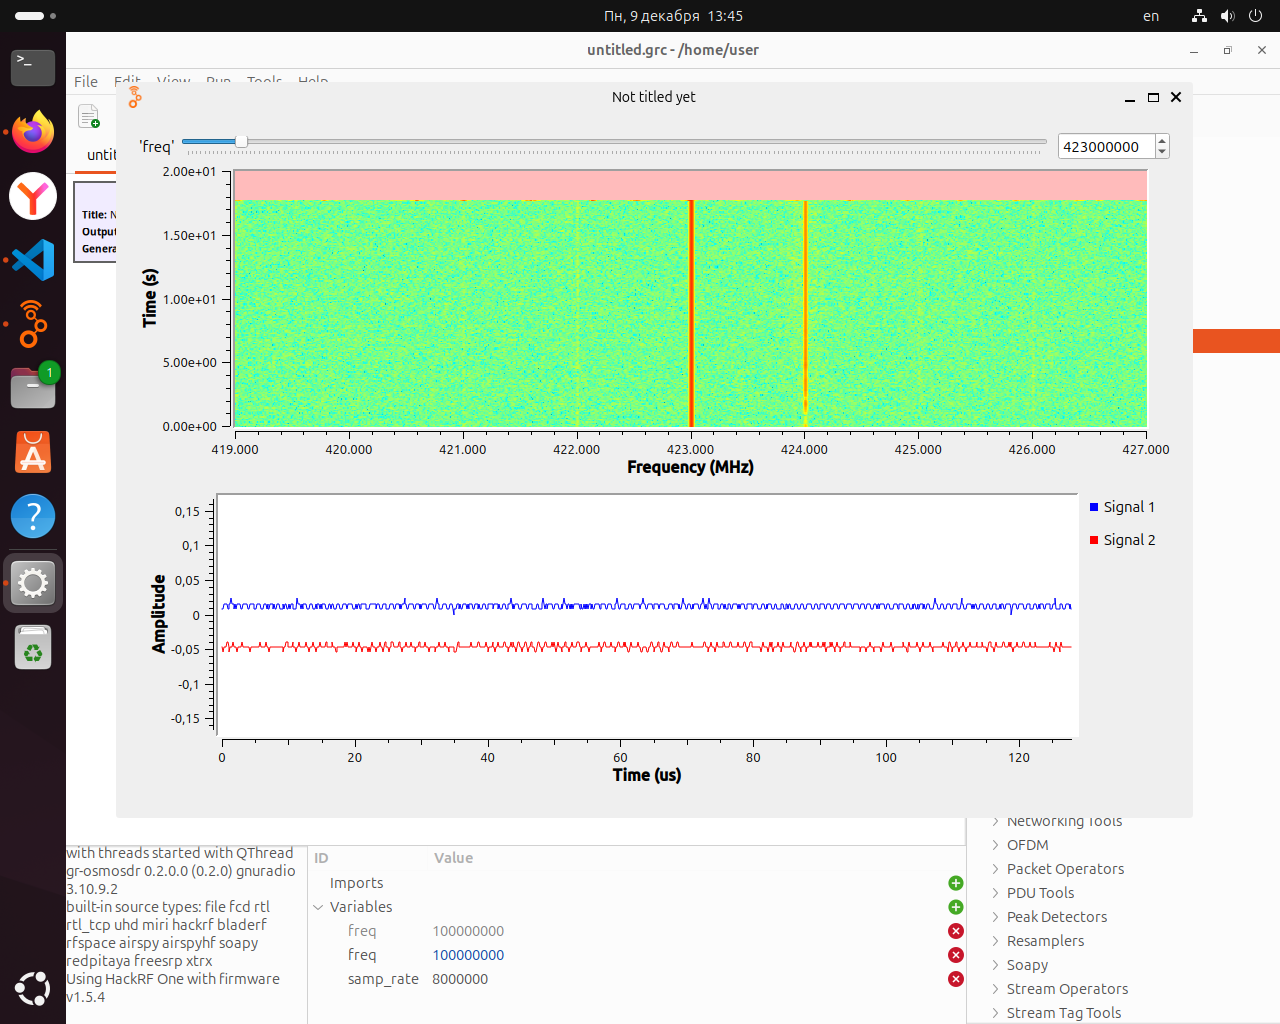 Пн, 9 декабря 13:45
en
untitled.grc - /home/user
File Edit View Run Tools Help
Not titled yet
'freq'
423000000
2.00e+01
1.50e+01
1.00e+01
5.00e+00
0.00e+00
Time (s)
419.000 420.000 421.000 422.000 423.000 424.000 425.000 426.000 427.000
Frequency (MHz)
0,15
0,1
0,05
0
-0,05
-0,1
-0,15
Amplitude
0 20 40 60 80 100 120
Time (us)
Signal 1
Signal 2
Title:
Networking Tools
OFDM
Packet Operators
PDU Tools
Peak Detectors
Resamplers
Soapy
Stream Operators
Stream Tag Tools
with threads started with QThread
gr-osmosdr 0.2.0.0 (0.2.0) gnuradio
3.10.9.2
built-in source types: file fcd rtl
rtl_tcp uhd miri hackrf bladerf
rfspace airspy airspyhf soapy
redpitaya freesrp xtrx
Using HackRF One with firmware
v1.5.4
ID Value
Imports
Variables
freq 100000000
freq 100000000
samp_rate 8000000
1